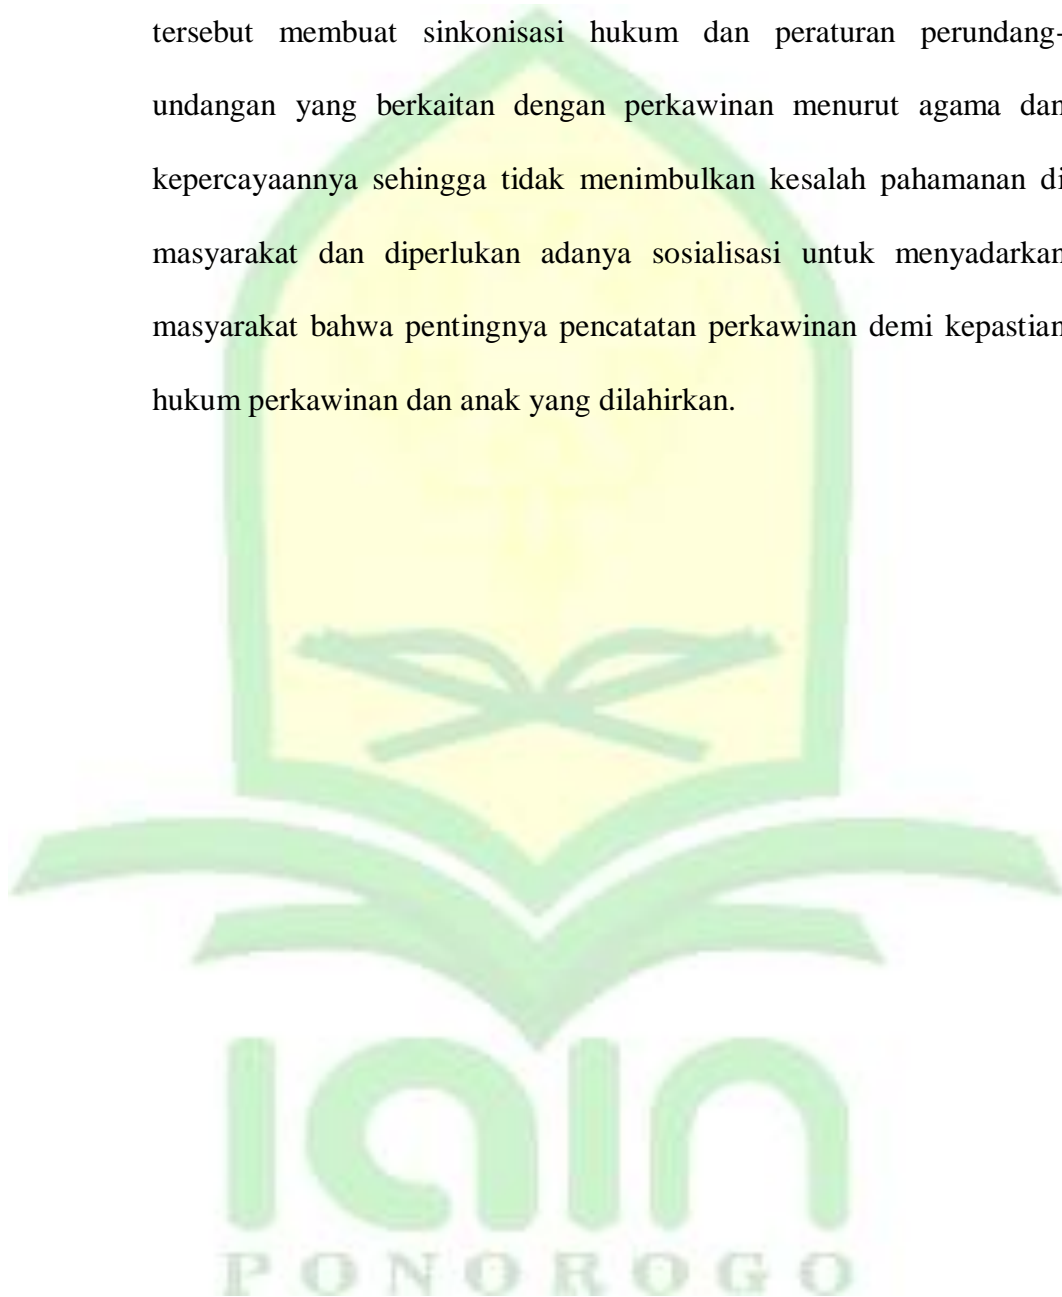 tersebut membuat sinkonisasi hukum dan peraturan perundang-
undangan yang berkaitan dengan perkawinan menurut agama dan
kepercayaannya sehingga tidak menimbulkan kesalah pahamanan di
masyarakat dan diperlukan adanya sosialisasi untuk menyadarkan
masyarakat bahwa pentingnya pencatatan perkawinan demi kepastian
hukum perkawinan dan anak yang dilahirkan.
iain
PONOROGO